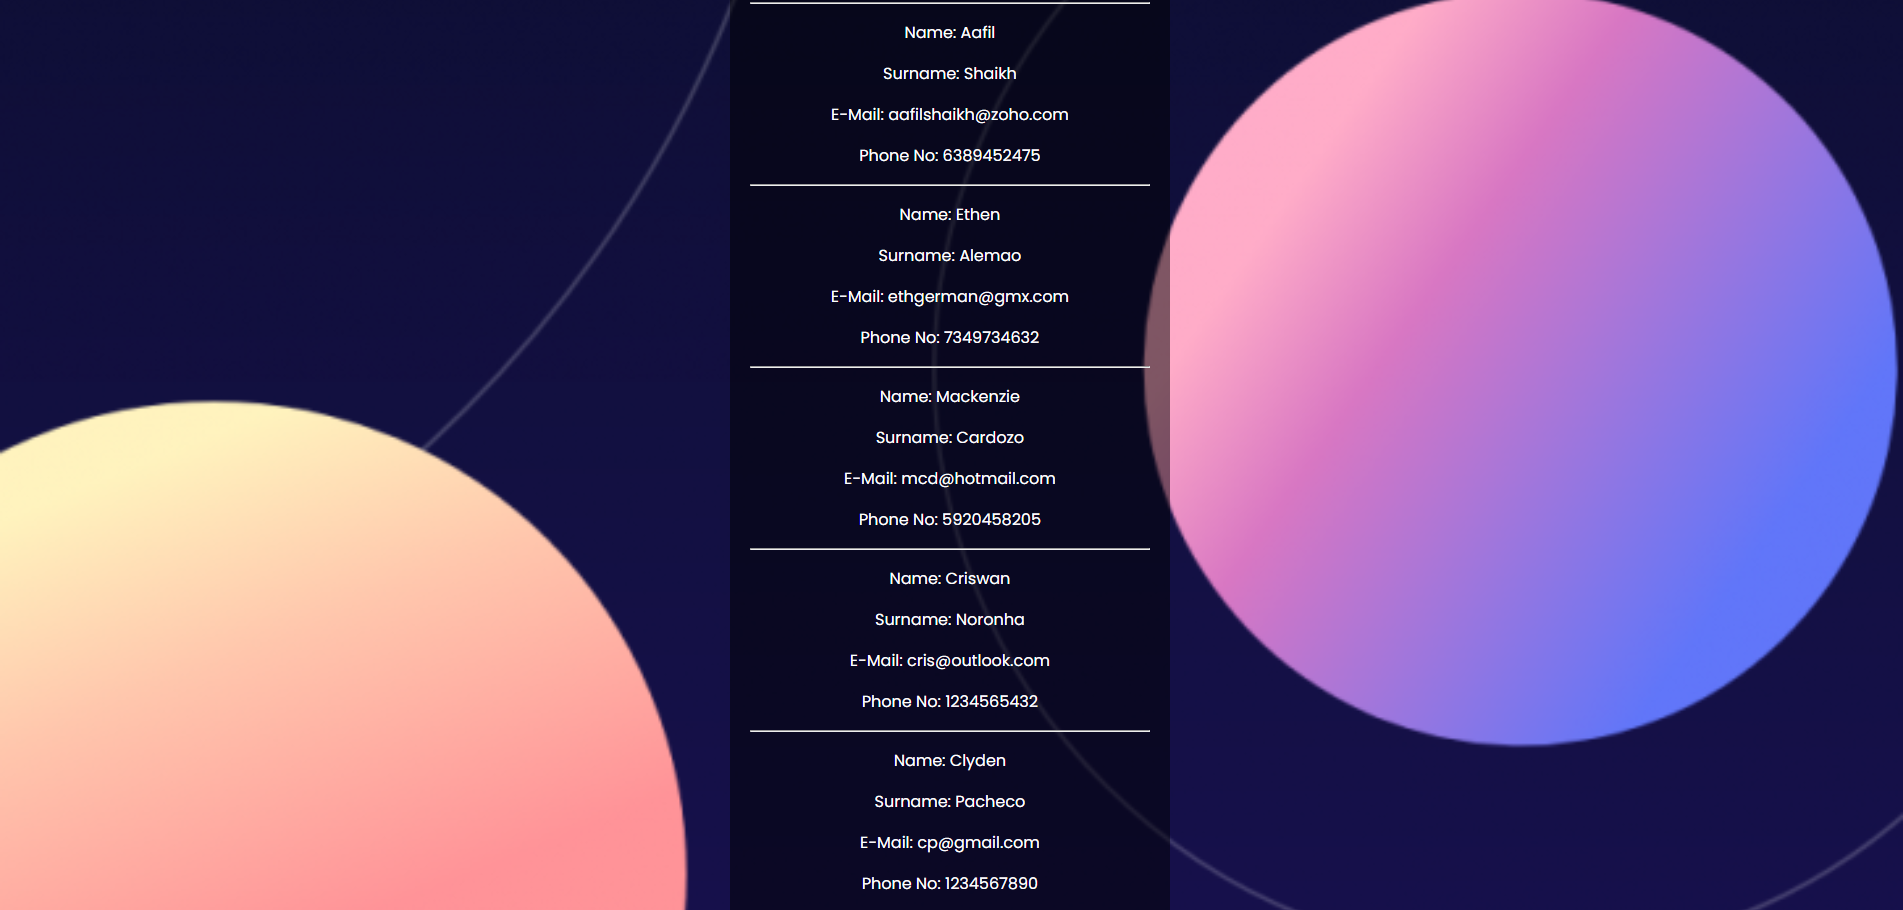 Name: Aafil
Surname: Shaikh
E-Mail: aafilshaikh@zoho.com
Phone No: 6389452475
Name: Ethen
Surname: Alemao
E-Mail: ethgerman@gmx.com
Phone No: 7349734632
Name: Mackenzie
Surname: Cardozo
E-Mail: mcd@hotmail.com
Phone No: 5920458205
Name: Criswan
Surname: Noronha
E-Mail: cris@outlook.com
Phone No: 1234565432
Name: Clyden
Surname: Pacheco
E-Mail: cp@gmail.com
Phone No: 1234567890